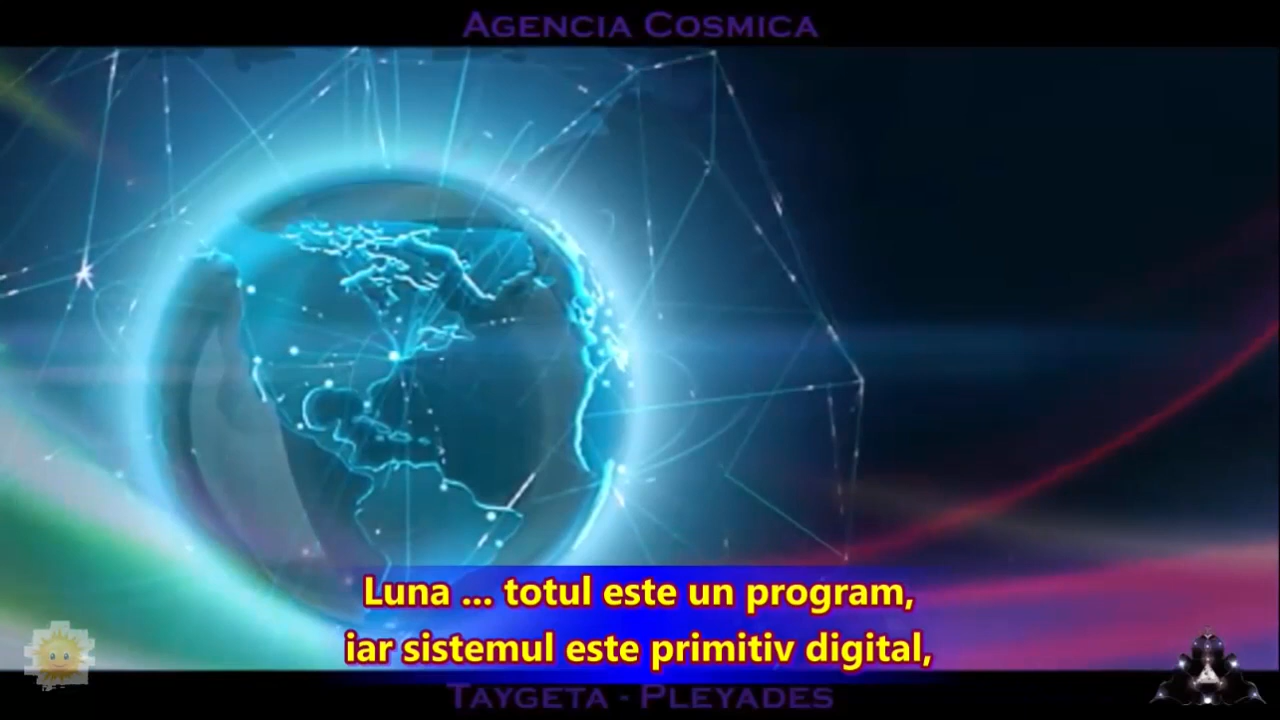 AGENCIA COSMICA
Luna ... totul este un program,
iar sistemul este primitiv digital,
TAYGETA - PLEYADES